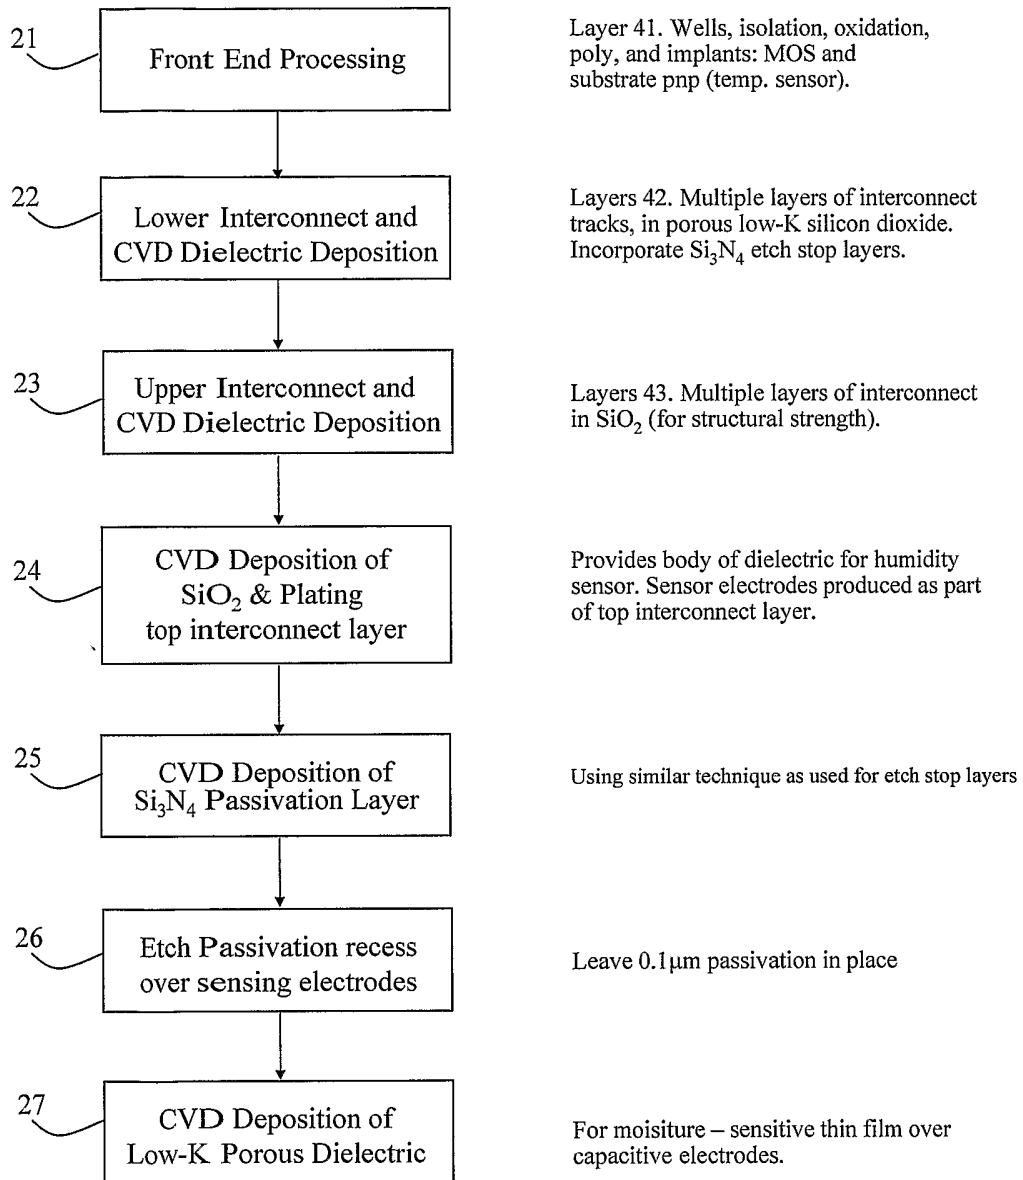 21
Front End Processing
Layer 41. Wells, isolation, oxidation,
poly, and implants: MOS and
substrate pnp (temp. sensor).
22
Lower Interconnect and
CVD Dielectric Deposition
Layers 42. Multiple layers of interconnect
tracks, in porous low-K silicon dioxide.
Incorporate Si₃N₄ etch stop layers.
23
Upper Interconnect and
CVD Dielectric Deposition
Layers 43. Multiple layers of interconnect
in SiO₂ (for structural strength).
24
CVD Deposition of
SiO₂ & Plating
top interconnect layer
Provides body of dielectric for humidity
sensor. Sensor electrodes produced as part
of top interconnect layer.
25
CVD Deposition of
Si₃N₄ Passivation Layer
Using similar technique as used for etch stop layers
26
Etch Passivation recess
over sensing electrodes
Leave 0.1μm passivation in place
27
CVD Deposition of
Low-K Porous Dielectric
For moisiture – sensitive thin film over
capacitive electrodes.